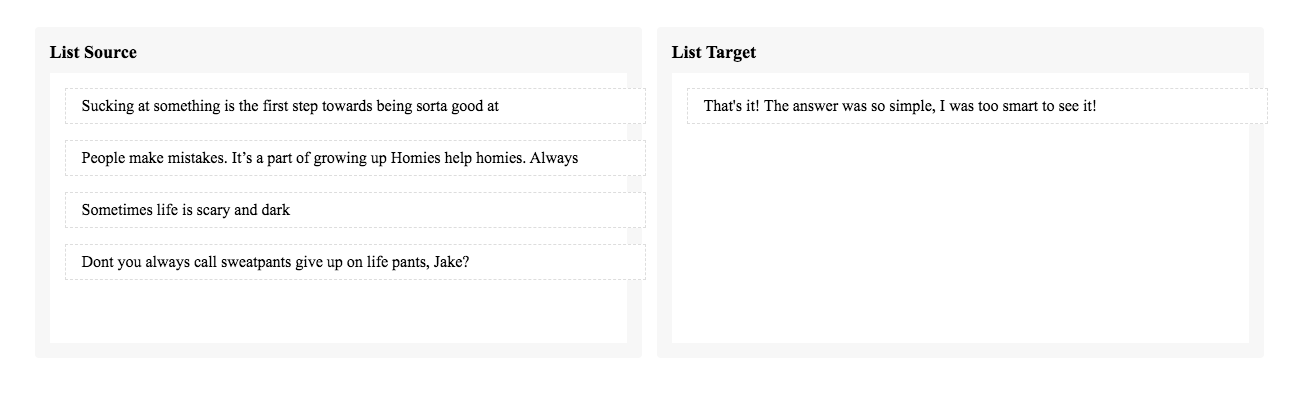 List Source
Sucking at something is the first step towards being sorta good at
People make mistakes. It’s a part of growing up Homies help homies. Always
Sometimes life is scary and dark
Dont you always call sweatpants give up on life pants, Jake?
List Target
That's it! The answer was so simple, I was too smart to see it!